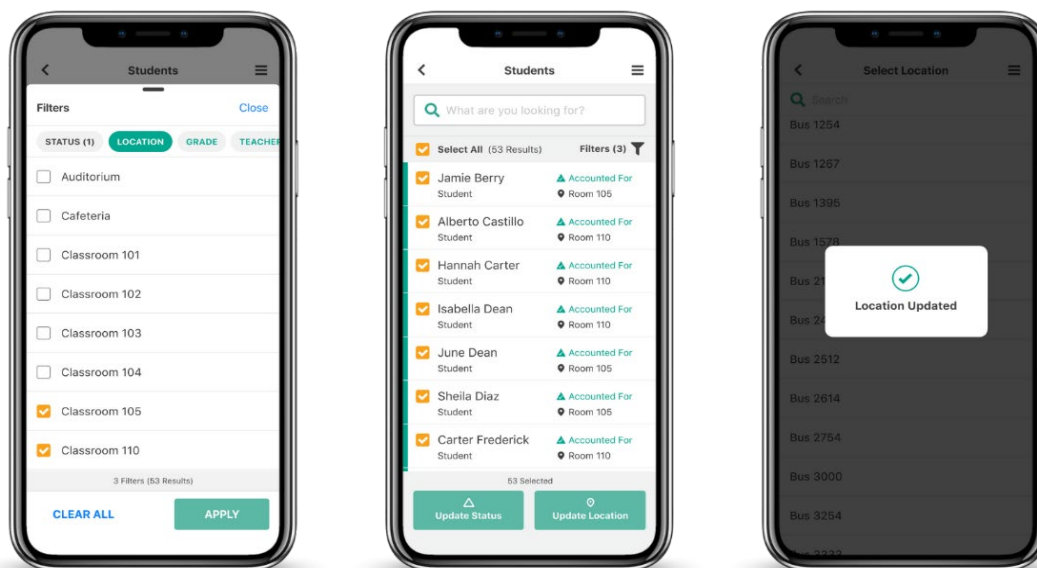 Students
Filters
Close
STATUS (1)
LOCATION
GRADE
TEACHER
Auditorium
Cafeteria
Classroom 101
Classroom 102
Classroom 103
Classroom 104
Classroom 105
Classroom 110
3 Filters (53 Results)
CLEAR ALL
APPLY
Students
What are you looking for?
Select All (53 Results)
Filters (3)
Jamie Berry
Accounted For
Student
Room 105
Alberto Castillo
Accounted For
Student
Room 110
Hannah Carter
Accounted For
Student
Room 110
Isabella Dean
Accounted For
Student
Room 110
June Dean
Accounted For
Student
Room 105
Sheila Diaz
Accounted For
Student
Room 105
Carter Frederick
Accounted For
Student
Room 110
53 Selected
Update Status
Update Location
Select Location
Search
Bus 1254
Bus 1267
Bus 1395
Bus 1578
Bus
Location Updated
Bus
Bus 2512
Bus 2614
Bus 2754
Bus 3000
Bus 3254
Bus 3332